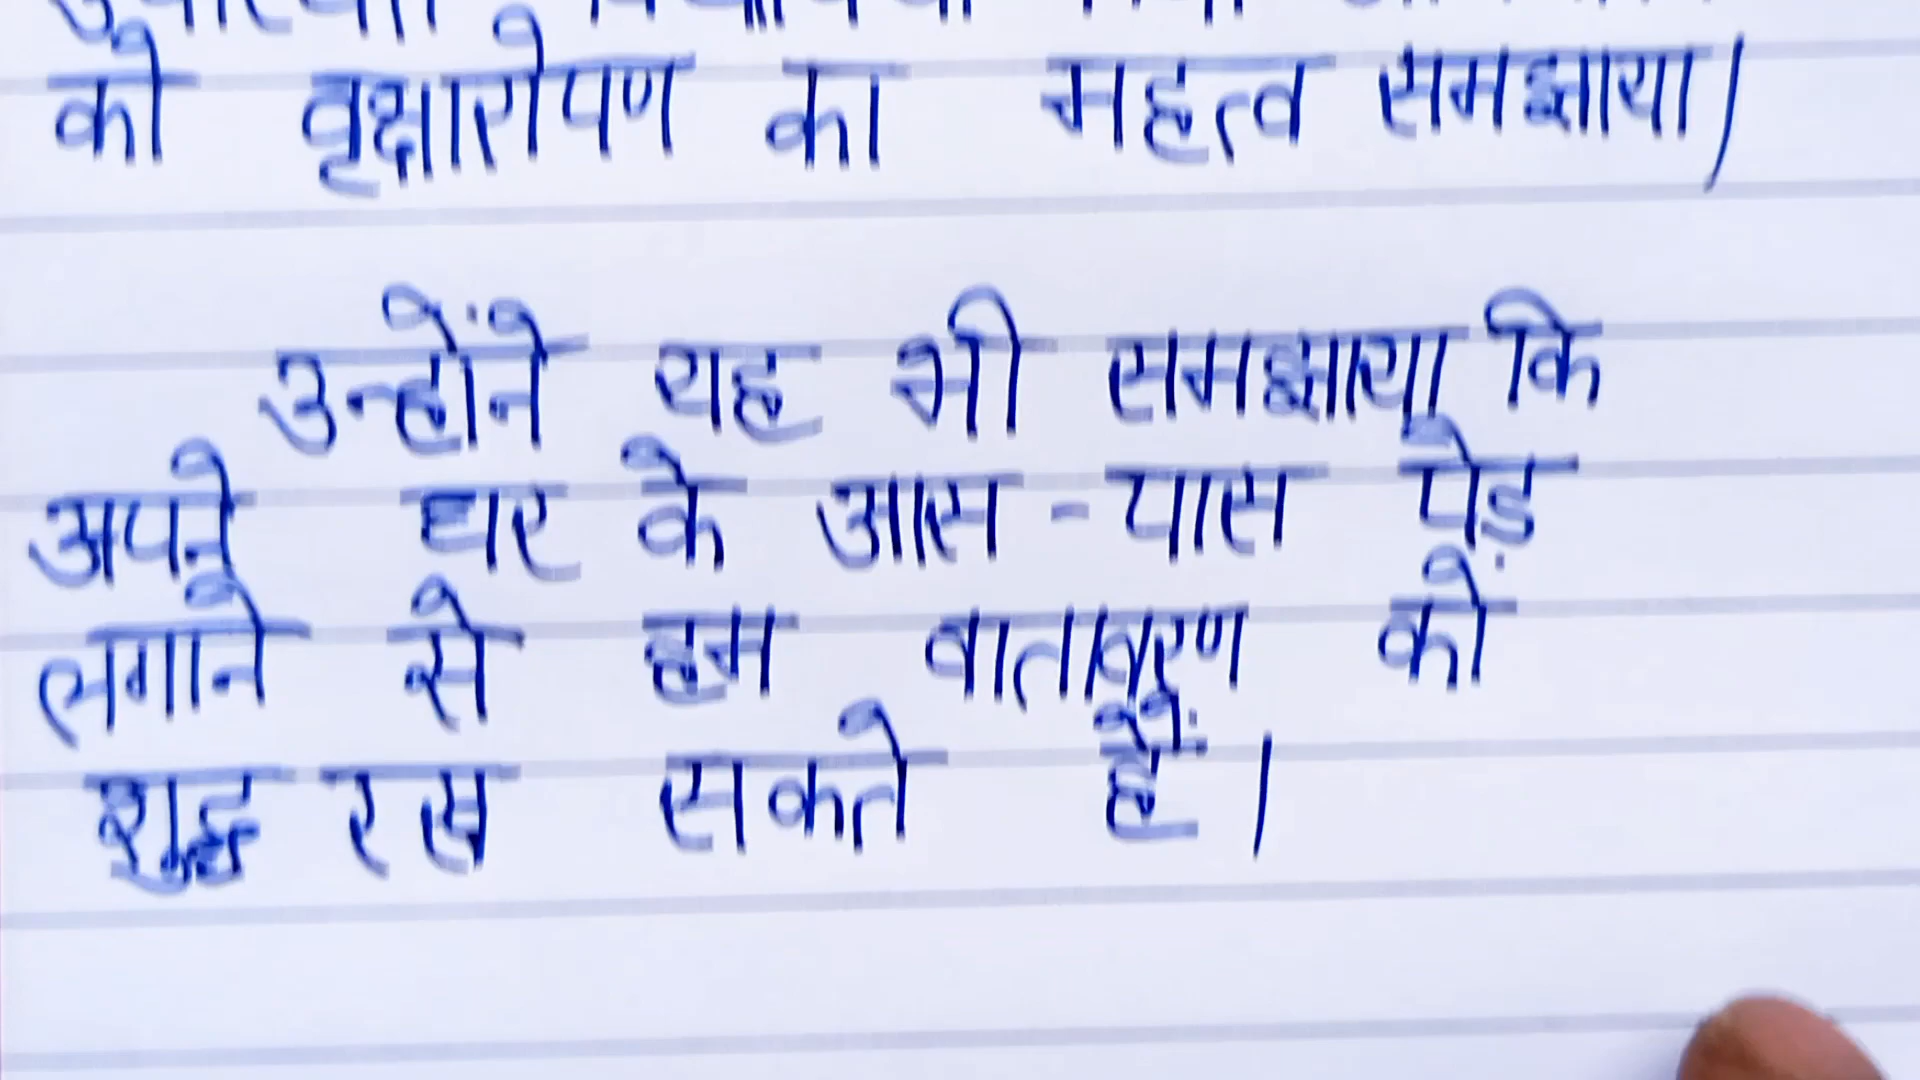 को वृक्षारोपण का महत्व समझाया।
उन्होंने यह भी समझाया कि
अपने घर के आस-पास पेड़
लगाने से हम वातावरण को
शुद्ध रख सकते हैं।